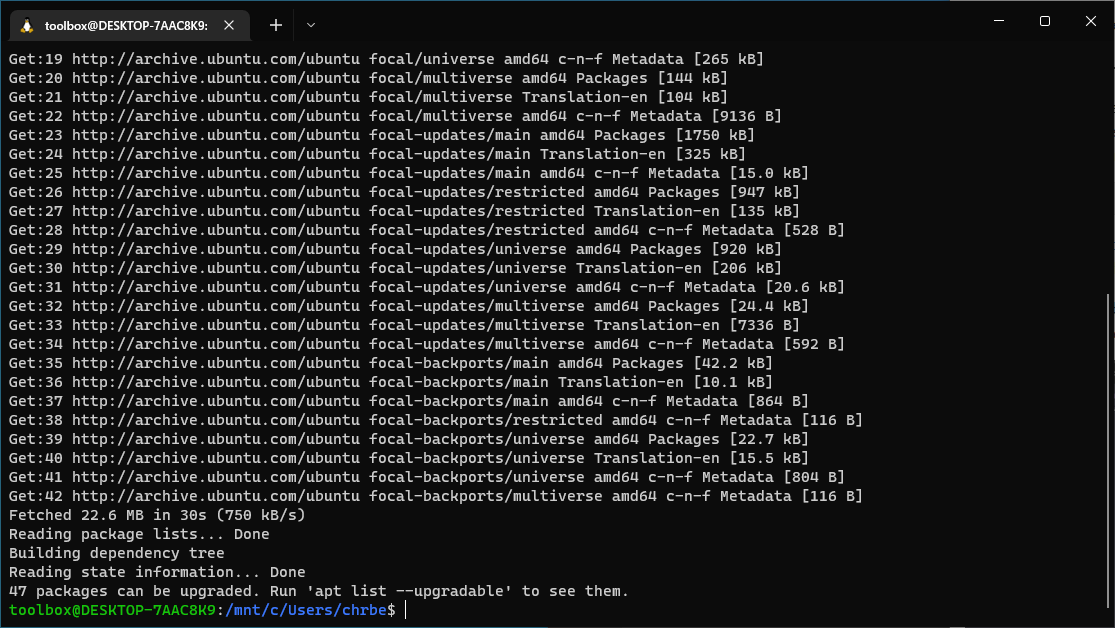 toolbox@DESKTOP-7AAC8K9:
Get:19 http://archive.ubuntu.com/ubuntu focal/universe amd64 c-n-f Metadata [265 kB]
Get:20 http://archive.ubuntu.com/ubuntu focal/multiverse amd64 Packages [144 kB]
Get:21 http://archive.ubuntu.com/ubuntu focal/multiverse Translation-en [104 kB]
Get:22 http://archive.ubuntu.com/ubuntu focal/multiverse amd64 c-n-f Metadata [9136 B]
Get:23 http://archive.ubuntu.com/ubuntu focal-updates/main amd64 Packages [1750 kB]
Get:24 http://archive.ubuntu.com/ubuntu focal-updates/main Translation-en [325 kB]
Get:25 http://archive.ubuntu.com/ubuntu focal-updates/main amd64 c-n-f Metadata [15.0 kB]
Get:26 http://archive.ubuntu.com/ubuntu focal-updates/restricted amd64 Packages [947 kB]
Get:27 http://archive.ubuntu.com/ubuntu focal-updates/restricted Translation-en [135 kB]
Get:28 http://archive.ubuntu.com/ubuntu focal-updates/restricted amd64 c-n-f Metadata [528 B]
Get:29 http://archive.ubuntu.com/ubuntu focal-updates/universe amd64 Packages [920 kB]
Get:30 http://archive.ubuntu.com/ubuntu focal-updates/universe Translation-en [206 kB]
Get:31 http://archive.ubuntu.com/ubuntu focal-updates/universe amd64 c-n-f Metadata [20.6 kB]
Get:32 http://archive.ubuntu.com/ubuntu focal-updates/multiverse amd64 Packages [24.4 kB]
Get:33 http://archive.ubuntu.com/ubuntu focal-updates/multiverse Translation-en [7336 B]
Get:34 http://archive.ubuntu.com/ubuntu focal-updates/multiverse amd64 c-n-f Metadata [592 B]
Get:35 http://archive.ubuntu.com/ubuntu focal-backports/main amd64 Packages [42.2 kB]
Get:36 http://archive.ubuntu.com/ubuntu focal-backports/main Translation-en [10.1 kB]
Get:37 http://archive.ubuntu.com/ubuntu focal-backports/main amd64 c-n-f Metadata [864 B]
Get:38 http://archive.ubuntu.com/ubuntu focal-backports/restricted amd64 c-n-f Metadata [116 B]
Get:39 http://archive.ubuntu.com/ubuntu focal-backports/universe amd64 Packages [22.7 kB]
Get:40 http://archive.ubuntu.com/ubuntu focal-backports/universe Translation-en [15.5 kB]
Get:41 http://archive.ubuntu.com/ubuntu focal-backports/universe amd64 c-n-f Metadata [804 B]
Get:42 http://archive.ubuntu.com/ubuntu focal-backports/multiverse amd64 c-n-f Metadata [116 B]
Fetched 22.6 MB in 30s (750 kB/s)
Reading package lists... Done
Building dependency tree
Reading state information... Done
47 packages can be upgraded. Run 'apt list --upgradable' to see them.
toolbox@DESKTOP-7AAC8K9:/mnt/c/Users/chrbe$